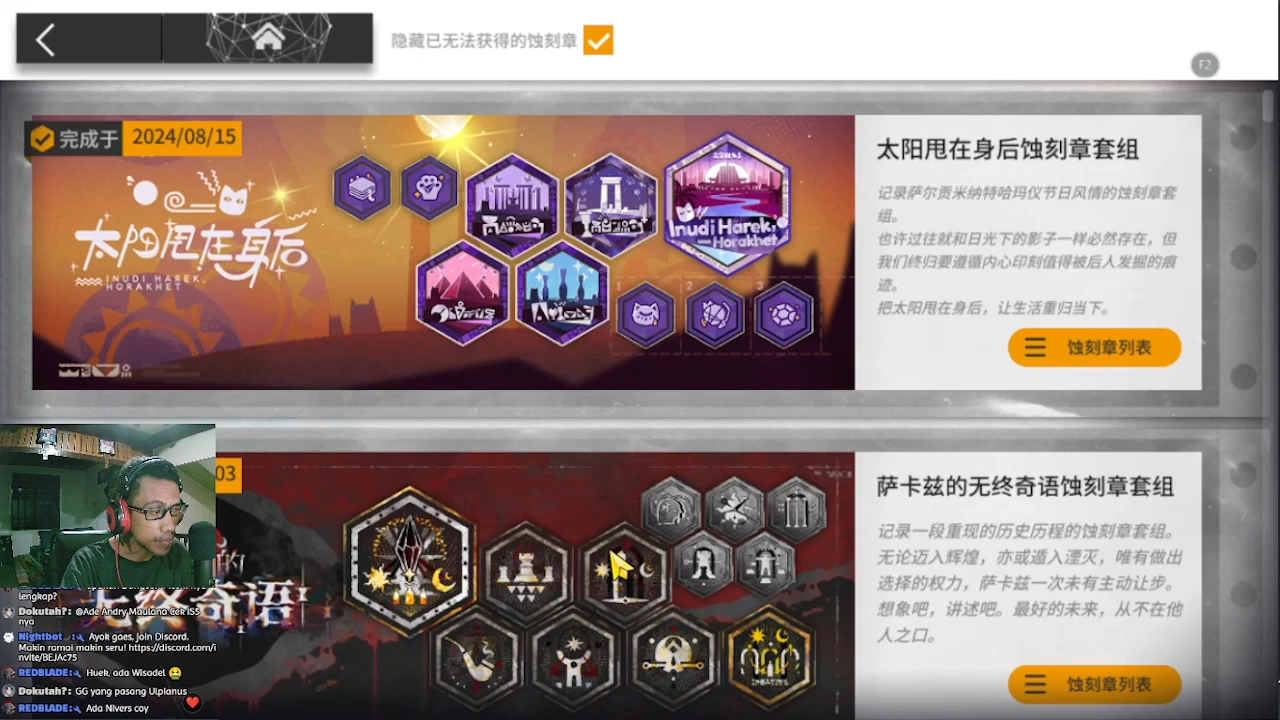 隐藏已无法获得的蚀刻章
F2
完成于 2024/08/15
太阳甩在身后
INUDI HAREK,
HORAKHET
Inudi Harek,
Horakhet
1 2 3
太阳甩在身后蚀刻章套组
记录萨尔贡米纳特哈玛仪节日风情的蚀刻章套
组。
也许过往就和日光下的影子一样必然存在，但
我们终归要遵循内心印刻值得被后人发掘的痕
迹。
把太阳甩在身后，让生活重归当下。
蚀刻章列表
03
的
奇语
萨卡兹的无终奇语蚀刻章套组
记录一段重现的历史历程的蚀刻章套组。
无论迈入辉煌，亦或遁入湮灭，唯有做出
选择的权力，萨卡兹一次未有主动让步。
想象吧，讲述吧。最好的未来，从不在他
人之口。
蚀刻章列表
lengkap?
Dokutah?: @Ade Andry Maulana cek IS5
nya
Nightbot: Ayok gaes, join Discord.
Makin ramai makin seru! https://discord.com/i
nvite/BEJAc75
REDBLADE: Huek, ada Wisadel
Dokutah?: GG yang pasang Ulpianus
REDBLADE: Ada Nivers coy